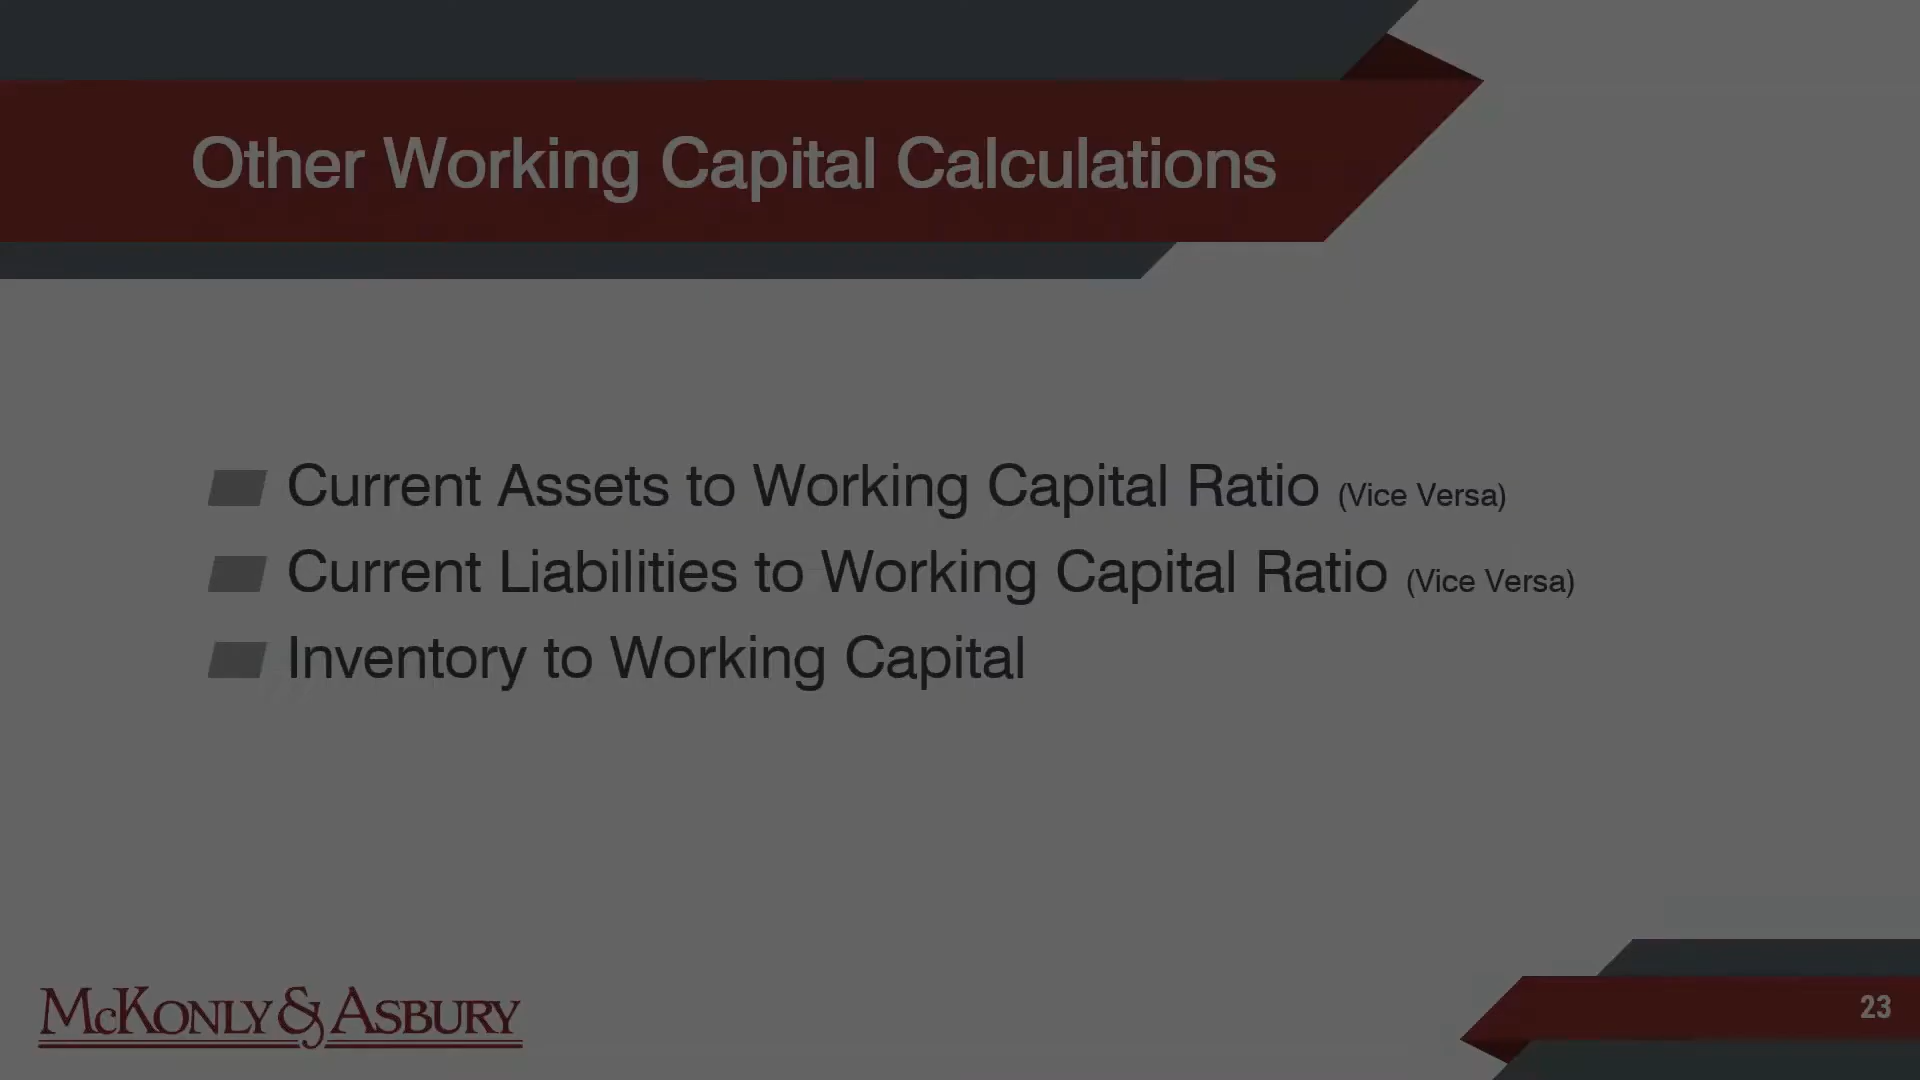 Other Working Capital Calculations
Current Assets to Working Capital Ratio (Vice Versa)
Current Liabilities to Working Capital Ratio (Vice Versa)
Inventory to Working Capital
McKonly & Asbury
23